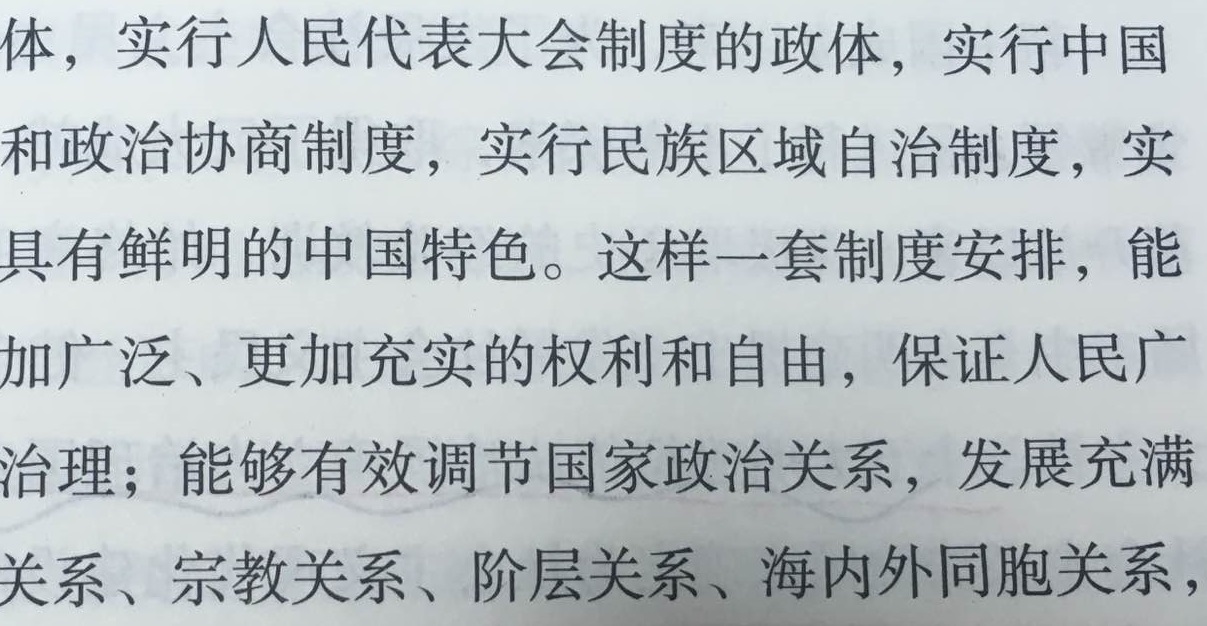 体，实行人民代表大会制度的政体，实行中国
和政治协商制度，实行民族区域自治制度，实
具有鲜明的中国特色。这样一套制度安排，能
加广泛、更加充实的权利和自由，保证人民广
治理；能够有效调节国家政治关系，发展充满
关系、宗教关系、阶层关系、海内外同胞关系，